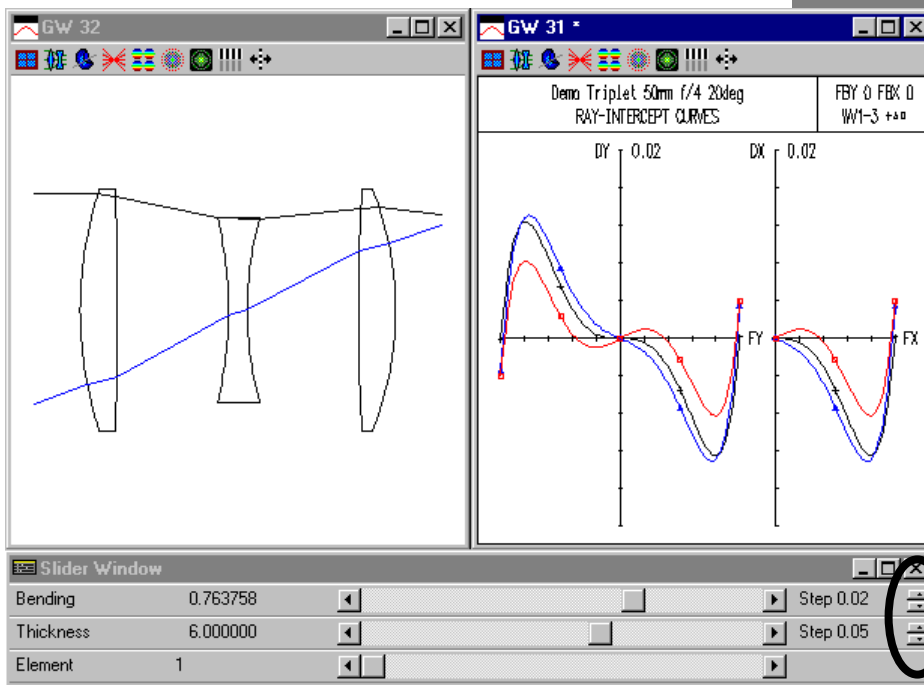 GW 32
GW 31 *
Demo Triplet 50mm f/4 20deg
RAY-INTERCEPT CURVES
FBY 0 FBX 0
WV1-3
DY 0.02
DX 0.02
FY
FX
Slider Window
Bending 0.763758 Step 0.02
Thickness 6.000000 Step 0.05
Element 1